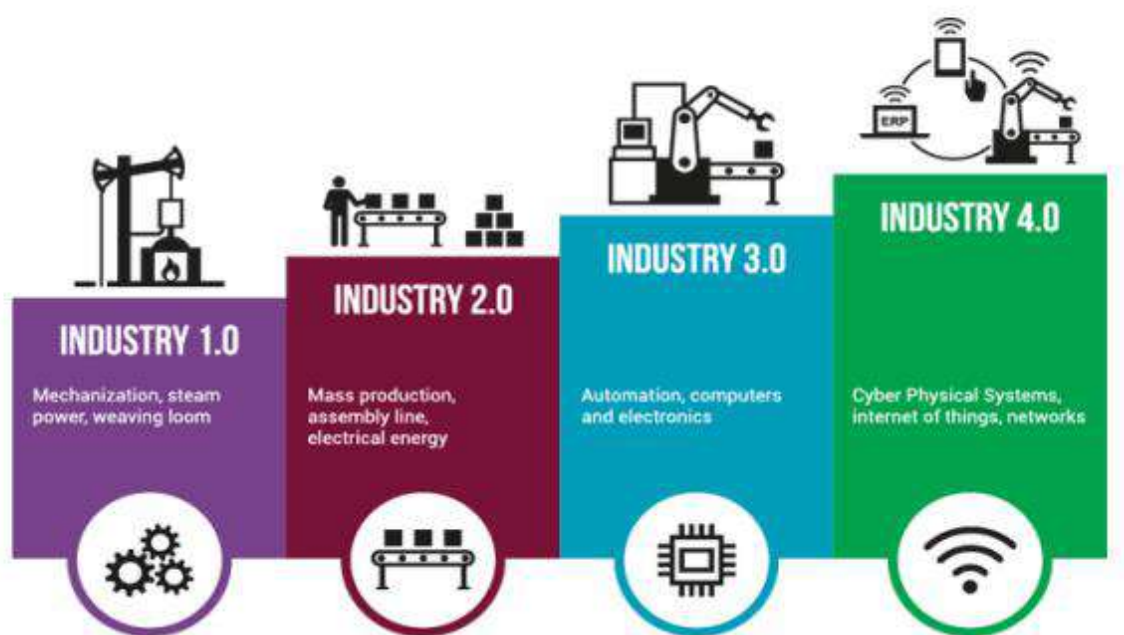 ERP
INDUSTRY 1.0
Mechanization, steam
power, weaving loom
INDUSTRY 2.0
Mass production,
assembly line,
electrical energy
INDUSTRY 3.0
Automation, computers
and electronics
INDUSTRY 4.0
Cyber Physical Systems,
internet of things, networks